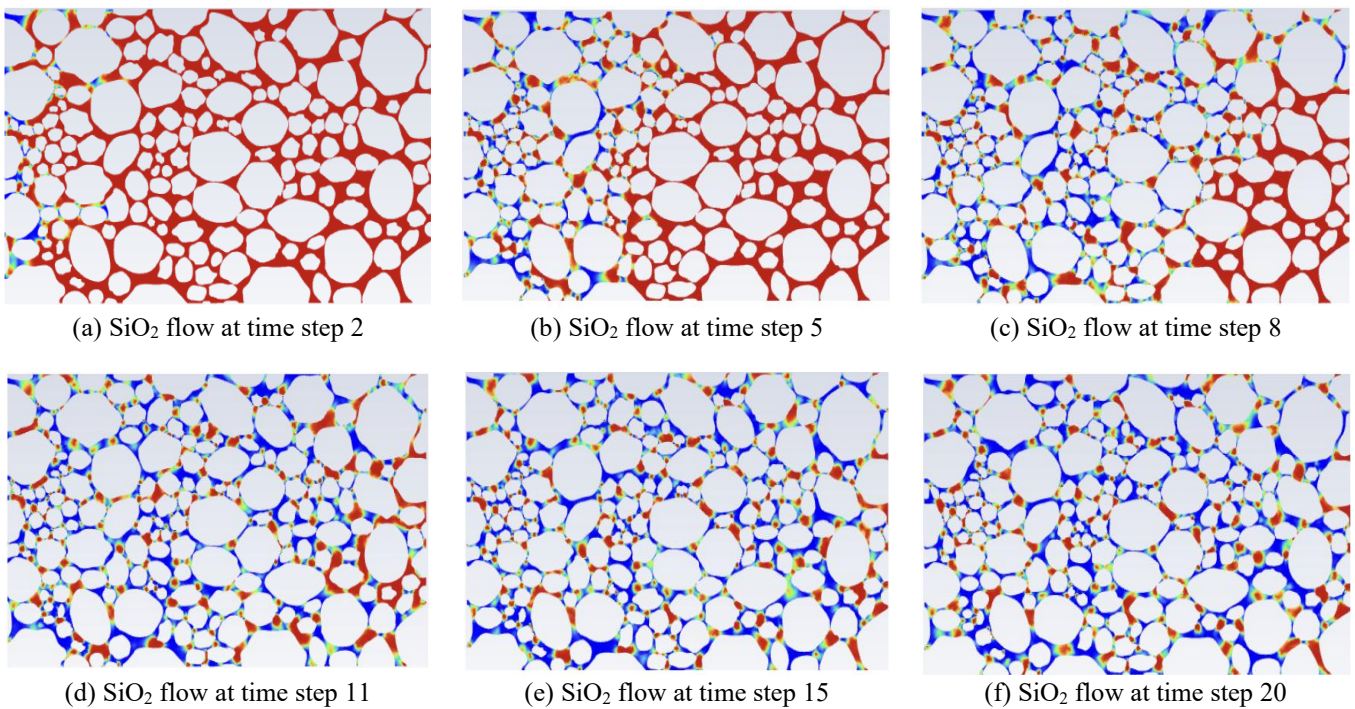 (a) SiO₂ flow at time step 2
(b) SiO₂ flow at time step 5
(c) SiO₂ flow at time step 8
(d) SiO₂ flow at time step 11
(e) SiO₂ flow at time step 15
(f) SiO₂ flow at time step 20